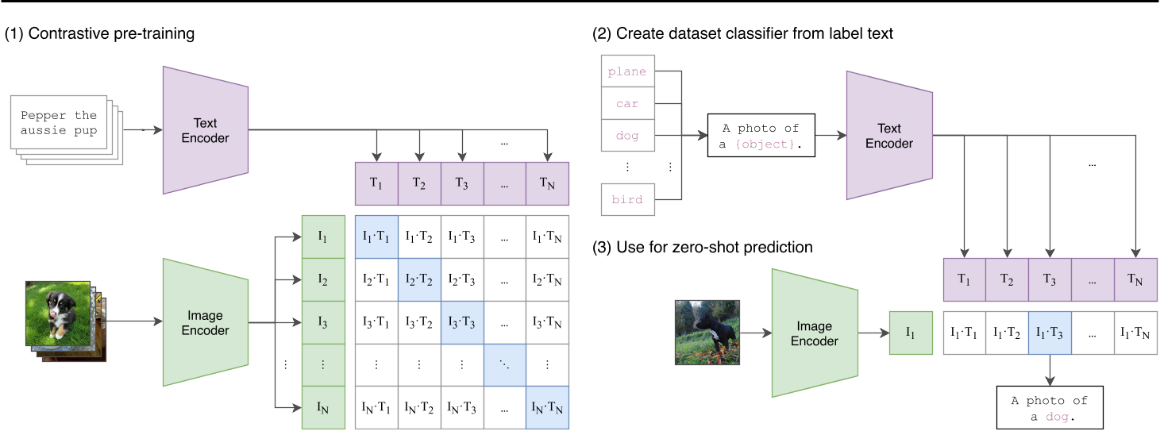 (1) Contrastive pre-training
Pepper the
aussie pup
Text
Encoder
...
T1 T2 T3 ... TN
I1 I1·T1 I1·T2 I1·T3 ... I1·TN
I2 I2·T1 I2·T2 I2·T3 ... I2·TN
I3 I3·T1 I3·T2 I3·T3 ... I3·TN
⋮ ⋮ ⋮ ⋮ ⋮ ⋱ ⋮
IN IN·T1 IN·T2 IN·T3 ... IN·TN
Image
Encoder
(2) Create dataset classifier from label text
plane
car
dog
⋮ ⋮
bird
A photo of
a {object}.
Text
Encoder
...
(3) Use for zero-shot prediction
Image
Encoder
T1 T2 T3 ... TN
I1 I1·T1 I1·T2 I1·T3 ... I1·TN
A photo of
a dog.